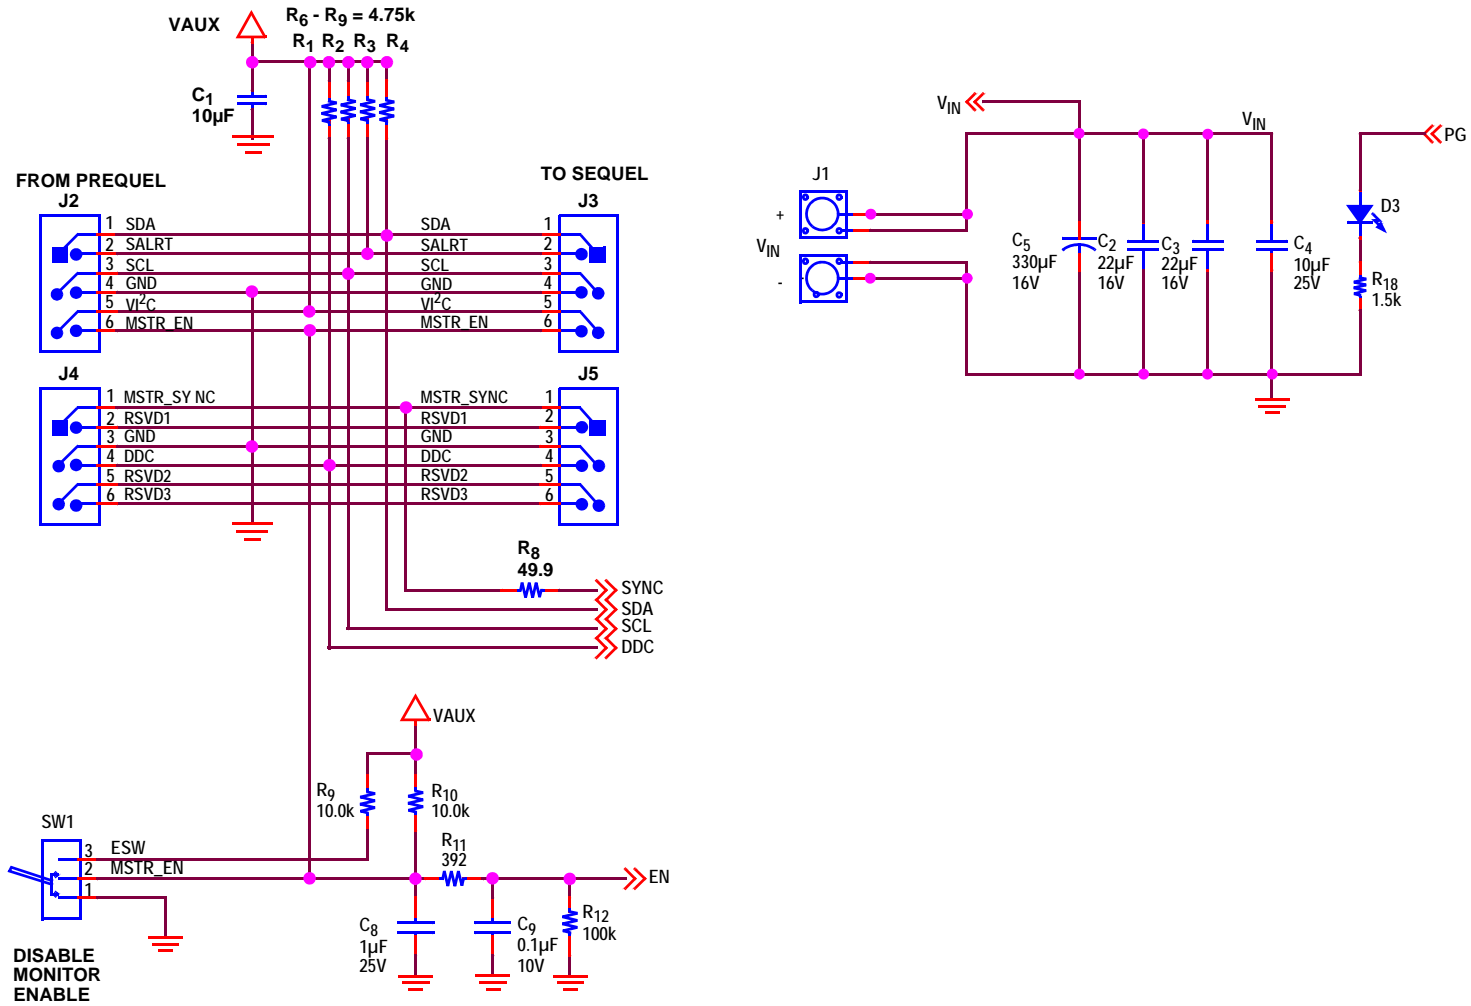 VAUX
R6 - R9 = 4.75k
R1 R2 R3 R4
C1
10µF
FROM PREQUEL
TO SEQUEL
J2
J3
1 SDA SDA 1
2 SALRT SALRT 2
3 SCL SCL 3
4 GND GND 4
5 VI²C VI²C 5
6 MSTR_EN MSTR_EN 6
J4
J5
1 MSTR_SYNC MSTR_SYNC 1
2 RSVD1 RSVD1 2
3 GND GND 3
4 DDC DDC 4
5 RSVD2 RSVD2 5
6 RSVD3 RSVD3 6
R8
49.9
SYNC
SDA
SCL
DDC
VAUX
R9
10.0k
R10
10.0k
SW1
3 ESW
2 MSTR_EN
1
R11
392
EN
C8
1µF
25V
C9
0.1µF
10V
R12
100k
DISABLE
MONITOR
ENABLE
VIN
VIN
PG
J1
+
VIN
-
C5
330µF
16V
C2
22µF
16V
C3
22µF
16V
C4
10µF
25V
D3
R18
1.5k